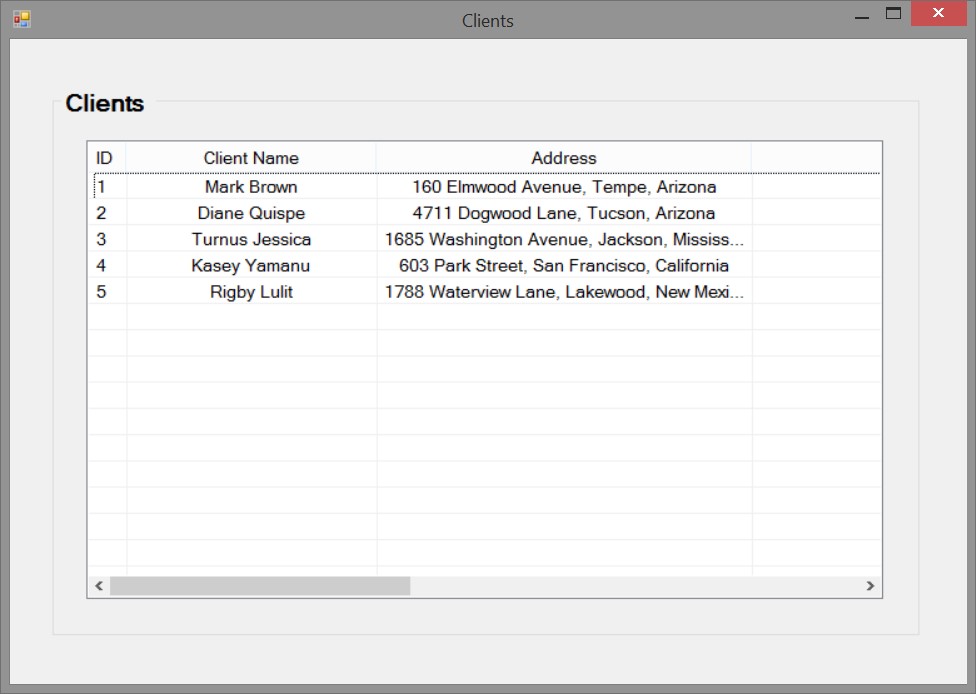 Clients
Clients
ID Client Name Address
1 Mark Brown 160 Elmwood Avenue, Tempe, Arizona
2 Diane Quispe 4711 Dogwood Lane, Tucson, Arizona
3 Turnus Jessica 1685 Washington Avenue, Jackson, Mississ...
4 Kasey Yamanu 603 Park Street, San Francisco, California
5 Rigby Lulit 1788 Waterview Lane, Lakewood, New Mexi...